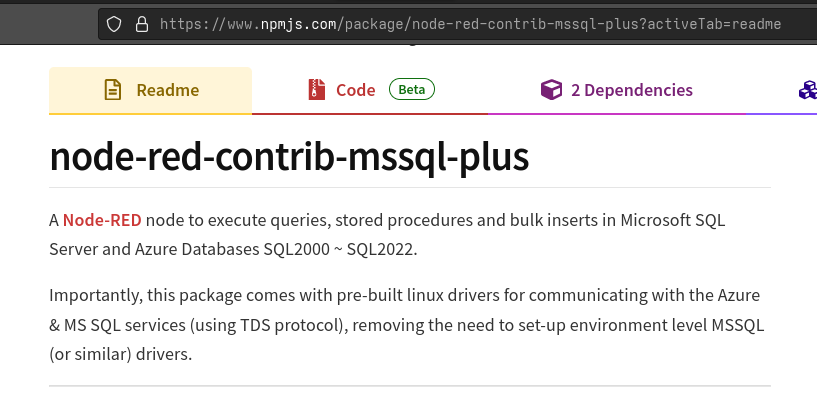 https://www.npmjs.com/package/node-red-contrib-mssql-plus?activeTab=readme
Readme
Code Beta
2 Dependencies
node-red-contrib-mssql-plus
A Node-RED node to execute queries, stored procedures and bulk inserts in Microsoft SQL
Server and Azure Databases SQL2000 ~ SQL2022.
Importantly, this package comes with pre-built linux drivers for communicating with the Azure
& MS SQL services (using TDS protocol), removing the need to set-up environment level MSSQL
(or similar) drivers.